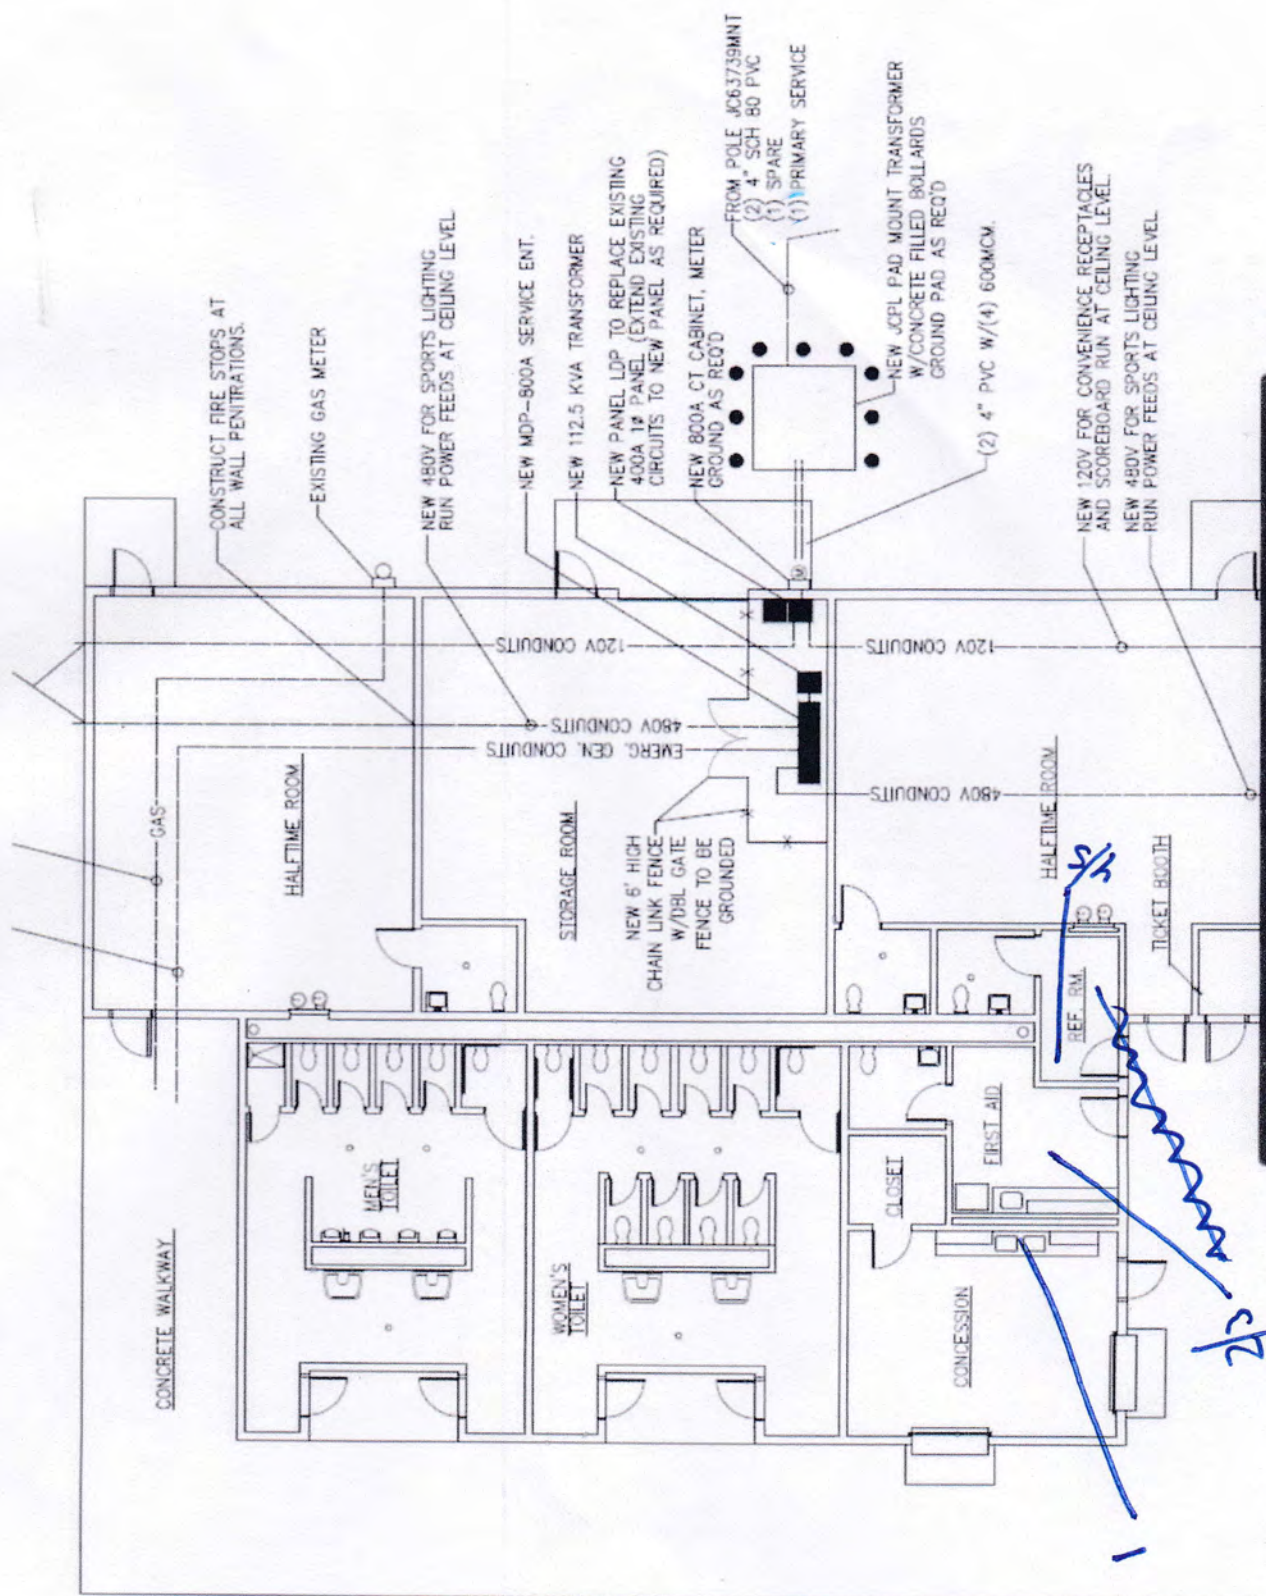 CONSTRUCT FIRE STOPS AT
ALL WALL PENITRATIONS.
EXISTING GAS METER
NEW 480V FOR SPORTS LIGHTING
RUN POWER FEEDS AT CEILING LEVEL
NEW MDP-800A SERVICE ENT.
NEW 112.5 KVA TRANSFORMER
NEW PANEL LDP TO REPLACE EXISTING
400A 1Ø PANEL (EXTEND EXISTING
CIRCUITS TO NEW PANEL AS REQUIRED)
NEW 800A CT CABINET, METER
GROUND AS REQ'D
FROM POLE JC63739MNT
(2) 4" SCH 80 PVC
(1) SPARE
(1) PRIMARY SERVICE
NEW JCPL PAD MOUNT TRANSFORMER
W/CONCRETE FILLED BOLLARDS
GROUND PAD AS REQ'D
(2) 4" PVC W/(4) 600MCM.
NEW 120V FOR CONVENIENCE RECEPTACLES
AND SCOREBOARD RUN AT CEILING LEVEL.
NEW 480V FOR SPORTS LIGHTING
RUN POWER FEEDS AT CEILING LEVEL
120V CONDUITS
120V CONDUITS
480V CONDUITS
EMERG. GEN. CONDUITS
480V CONDUITS
M
GAS
HALFTIME ROOM
STORAGE ROOM
NEW 6' HIGH
CHAIN LINK FENCE
W/DBL GATE
FENCE TO BE
GROUNDED
HALFTIME ROOM
TICKET BOOTH
REF. RM.
FIRST AID
CLOSET
MEN'S
TOILET
WOMEN'S
TOILET
CONCESSION
CONCRETE WALKWAY
1
2/3